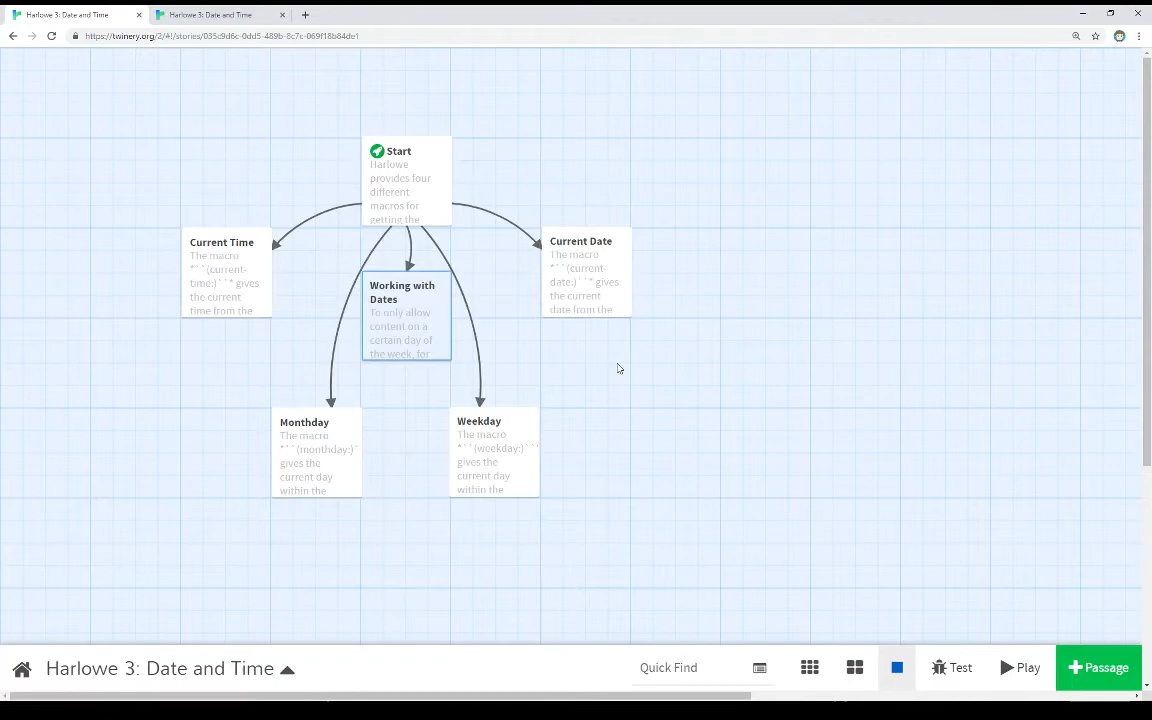 Harlowe 3: Date and Time
Harlowe 3: Date and Time
https://twinery.org/2/#!/stories/035c9d6c-0dd5-489b-8c7c-069f18b84de1
Start
Harlowe
provides four
different
macros for
getting the
Current Time
The macro
*``(current-
time:)``* gives
the current
time from the
Working with
Dates
To only allow
content on a
certain day of
the week, for
Current Date
The macro
*``(current-
date:)``* gives
the current
date from the
Monthday
The macro
*``(monthday:)`
gives the
current day
within the
Weekday
The macro
*``(weekday:)``*
gives the
current day
within the
Harlowe 3: Date and Time
Quick Find
Test
Play
+Passage